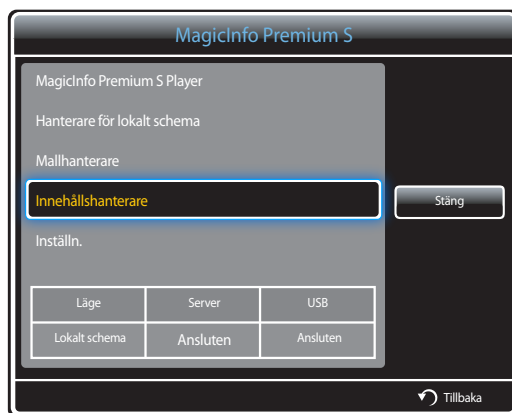 MagicInfo Premium S
MagicInfo Premium S Player
Hanterare för lokalt schema
Mallhanterare
Innehållshanterare
Stäng
Inställn.
Läge Server USB
Lokalt schema Ansluten Ansluten
Tillbaka